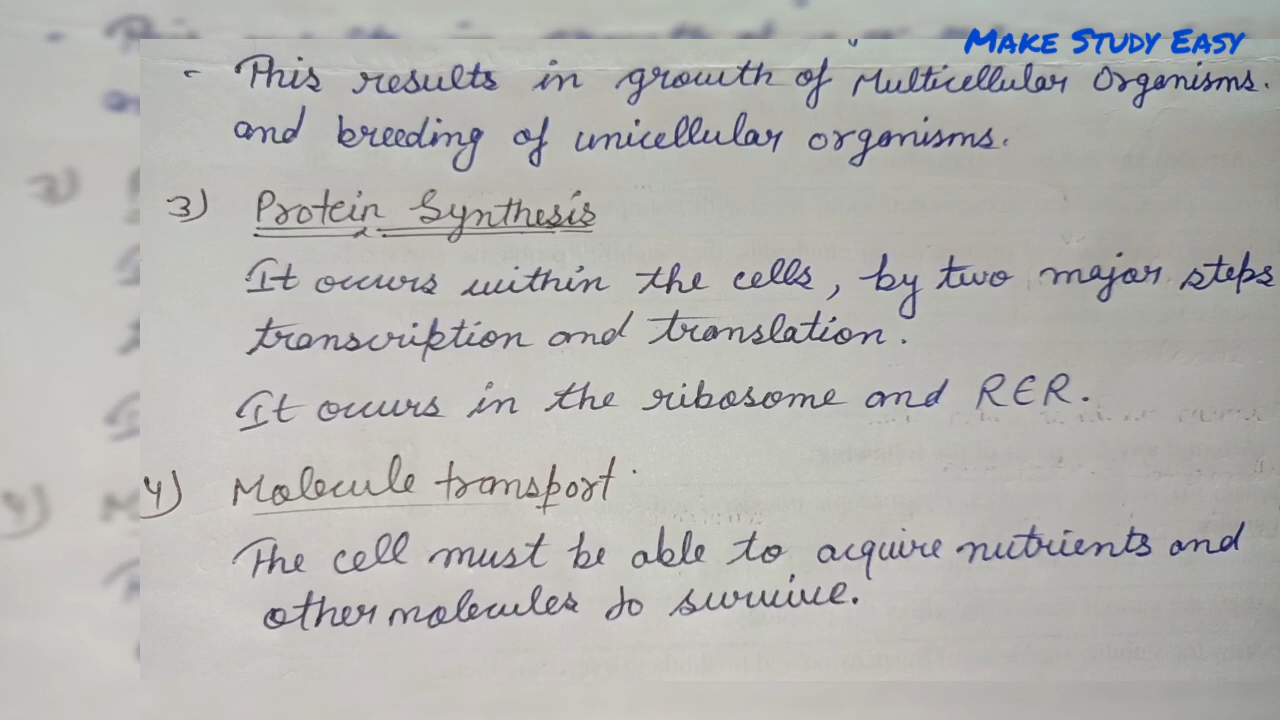 MAKE STUDY EASY
- This results in growth of Multicellular Organisms.
and breeding of unicellular organisms.
3) Protein Synthesis
It occurs within the cells, by two major steps
transcription and translation.
It occurs in the ribosome and RER.
4) Molecule transport.
The cell must be able to acquire nutrients and
other molecules to survive.